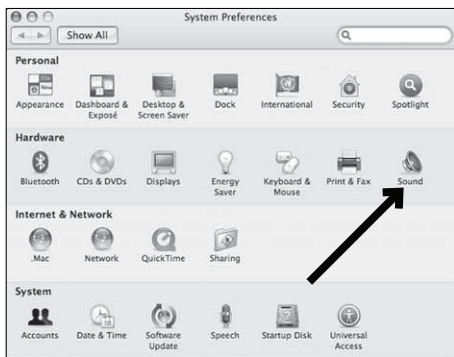 System Preferences
Show All
Personal
Appearance Dashboard & Exposé Desktop & Screen Saver Dock International Security Spotlight
Hardware
Bluetooth CDs & DVDs Displays Energy Saver Keyboard & Mouse Print & Fax Sound
Internet & Network
.Mac Network QuickTime Sharing
System
Accounts Date & Time Software Update Speech Startup Disk Universal Access